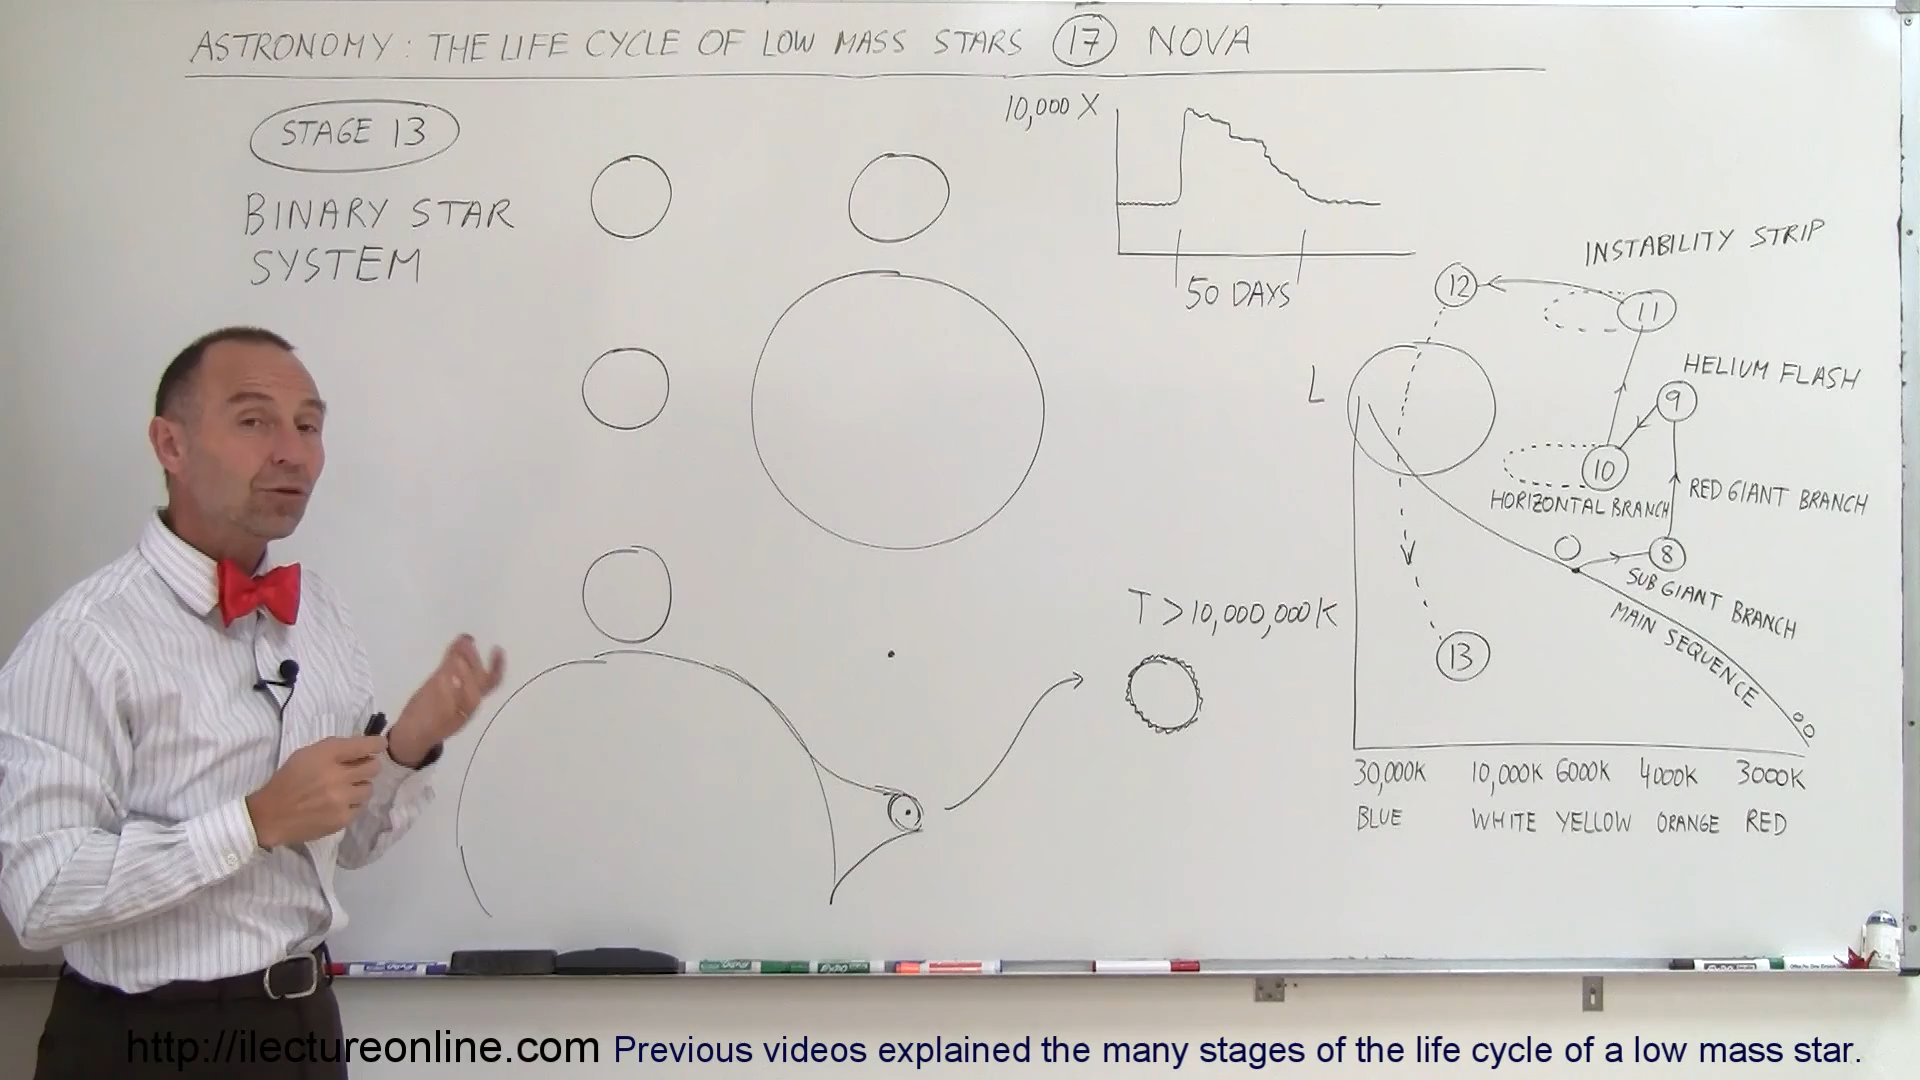 ASTRONOMY: THE LIFE CYCLE OF LOW MASS STARS 17 NOVA
STAGE 13
BINARY STAR
SYSTEM
10,000 X
50 DAYS
INSTABILITY STRIP
12
11
HELIUM FLASH
9
L
10
HORIZONTAL BRANCH
RED GIANT BRANCH
8
SUB GIANT BRANCH
MAIN SEQUENCE
13
T > 10,000,000K
30,000K 10,000K 6000K 4000K 3000K
BLUE WHITE YELLOW ORANGE RED
EXPO
http://ilectureonline.com Previous videos explained the many stages of the life cycle of a low mass star.